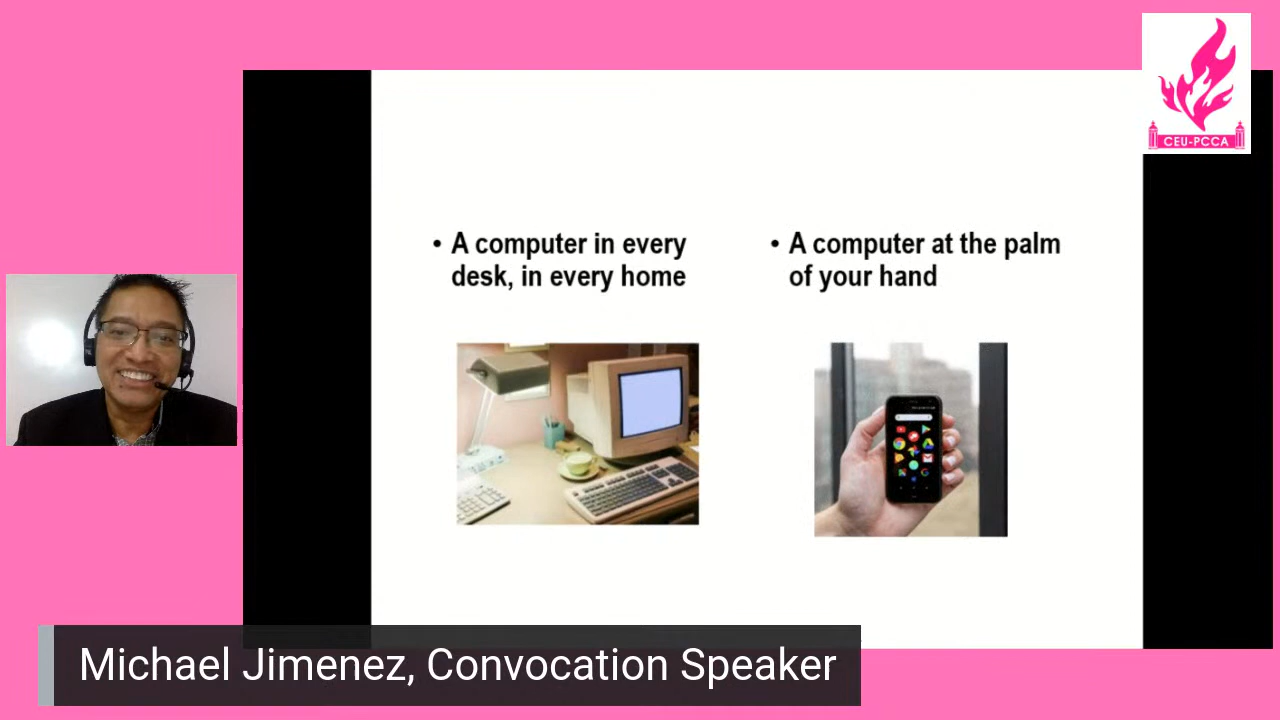 CEU-PCCA
• A computer in every
desk, in every home
• A computer at the palm
of your hand
Michael Jimenez, Convocation Speaker